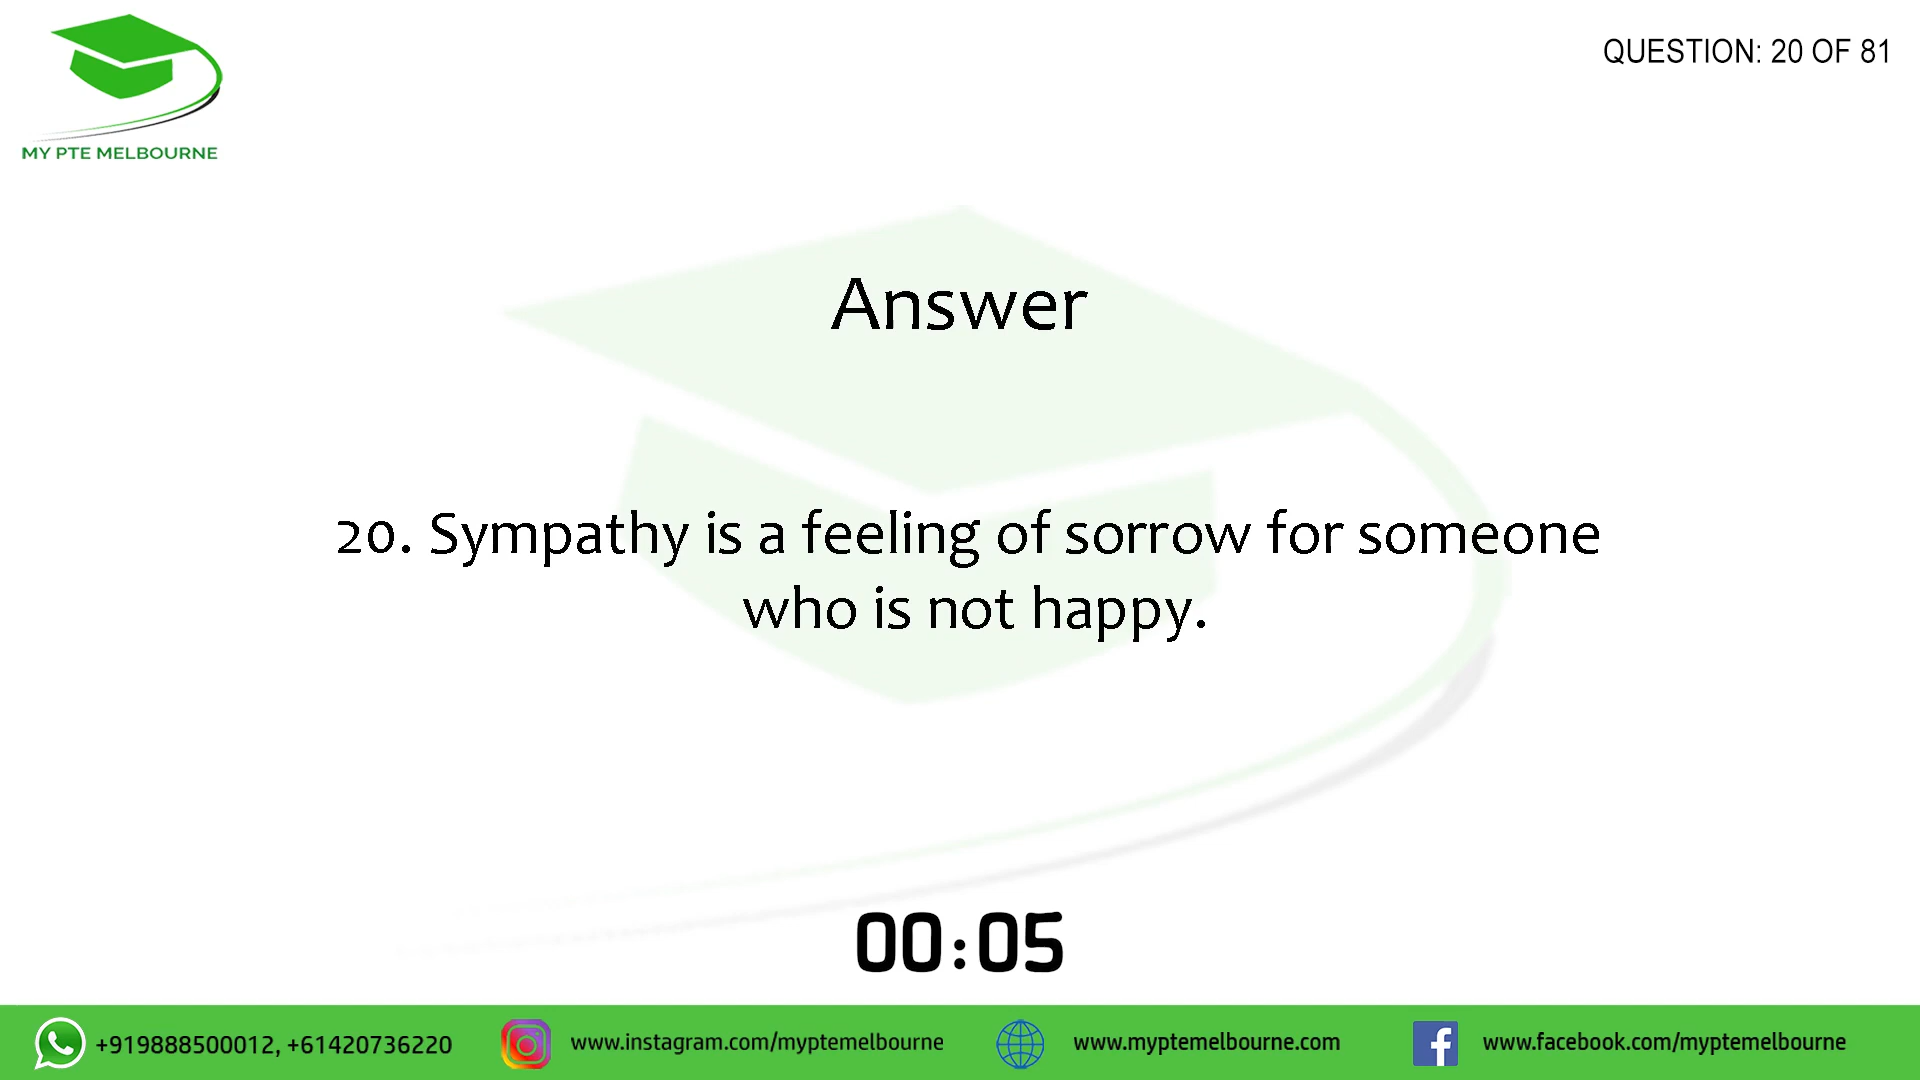 QUESTION: 20 OF 81
MY PTE MELBOURNE
Answer
20. Sympathy is a feeling of sorrow for someone
who is not happy.
00:05
+919888500012, +61420736220
www.instagram.com/myptemelbourne
www.myptemelbourne.com
www.facebook.com/myptemelbourne